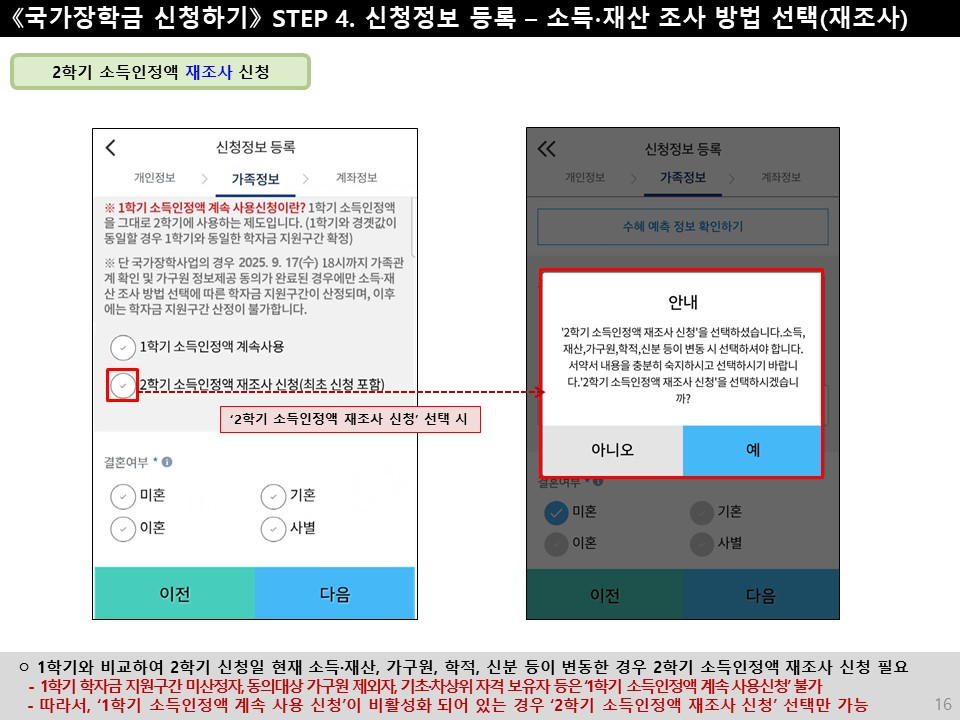 《국가장학금 신청하기》 STEP 4. 신청정보 등록 – 소득·재산 조사 방법 선택(재조사)
2학기 소득인정액 재조사 신청
신청정보 등록
개인정보
가족정보
계좌정보
※ 1학기 소득인정액 계속 사용신청이란? 1학기 소득인정액
을 그대로 2학기에 사용하는 제도입니다. (1학기와 경곗값이
동일할 경우 1학기와 동일한 학자금 지원구간 확정)
※ 단 국가장학사업의 경우 2025. 9. 17(수) 18시까지 가족관
계 확인 및 가구원 정보제공 동의가 완료된 경우에만 소득·재
산 조사 방법 선택에 따른 학자금 지원구간이 산정되며, 이후
에는 학자금 지원구간 산정이 불가합니다.
1학기 소득인정액 계속사용
2학기 소득인정액 재조사 신청(최초 신청 포함)
‘2학기 소득인정액 재조사 신청’ 선택 시
결혼여부 *
미혼
기혼
이혼
사별
이전
다음
신청정보 등록
개인정보
가족정보
계좌정보
수혜 예측 정보 확인하기
안내
'2학기 소득인정액 재조사 신청'을 선택하셨습니다.소득,
재산,가구원,학적,신분 등이 변동 시 선택하셔야 합니다.
서약서 내용을 충분히 숙지하시고 선택하시기 바랍니
다.'2학기 소득인정액 재조사 신청'을 선택하시겠습니
까?
아니오
예
결혼여부 *
미혼
기혼
이혼
사별
이전
다음
○ 1학기와 비교하여 2학기 신청일 현재 소득·재산, 가구원, 학적, 신분 등이 변동한 경우 2학기 소득인정액 재조사 신청 필요
- 1학기 학자금 지원구간 미산정자, 동의대상 가구원 제외자, 기초·차상위 자격 보유자 등은 ‘1학기 소득인정액 계속 사용신청’ 불가
- 따라서, ‘1학기 소득인정액 계속 사용 신청’이 비활성화 되어 있는 경우 ‘2학기 소득인정액 재조사 신청’ 선택만 가능
16